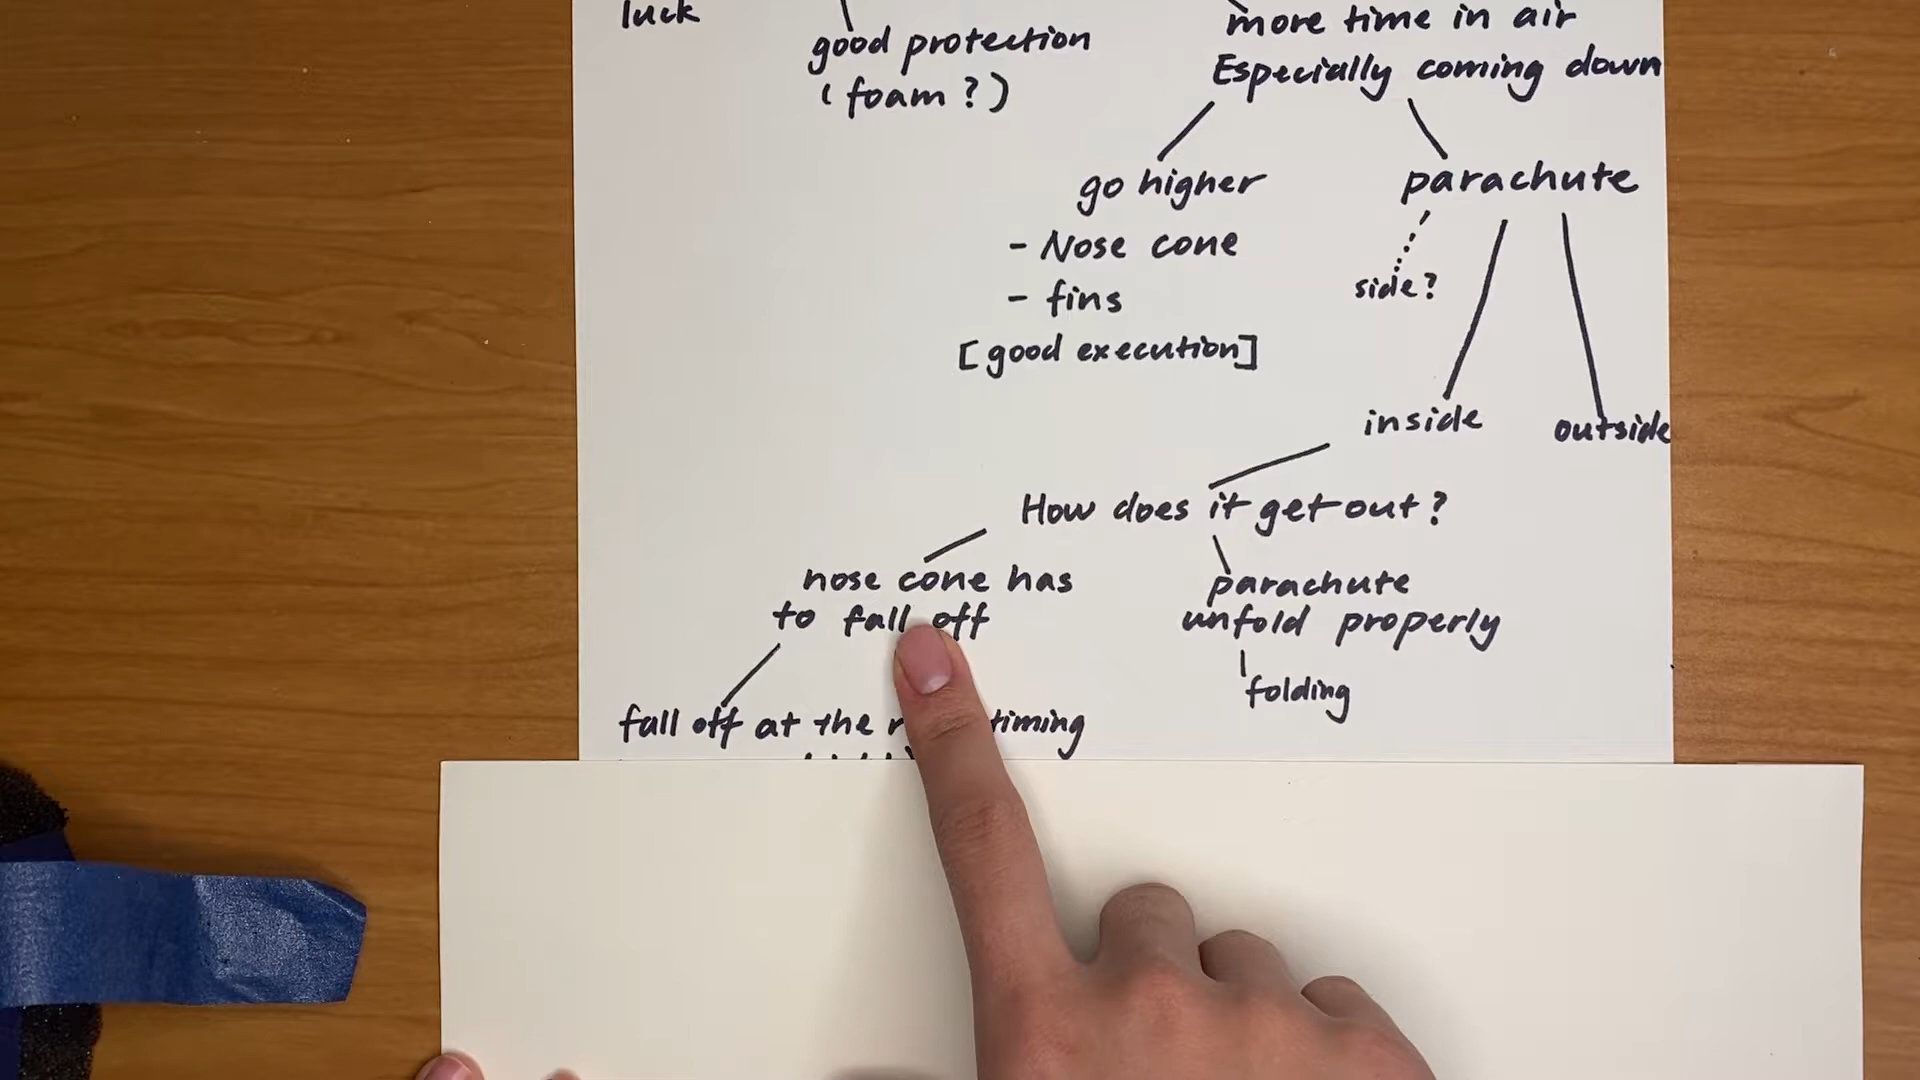 luck
good protection
(foam?)
more time in air
Especially coming down
go higher
- Nose cone
- fins
[good execution]
parachute
side?
inside
outside
How does it get out?
nose cone has
to fall off
fall off at the timing
parachute
unfold properly
folding